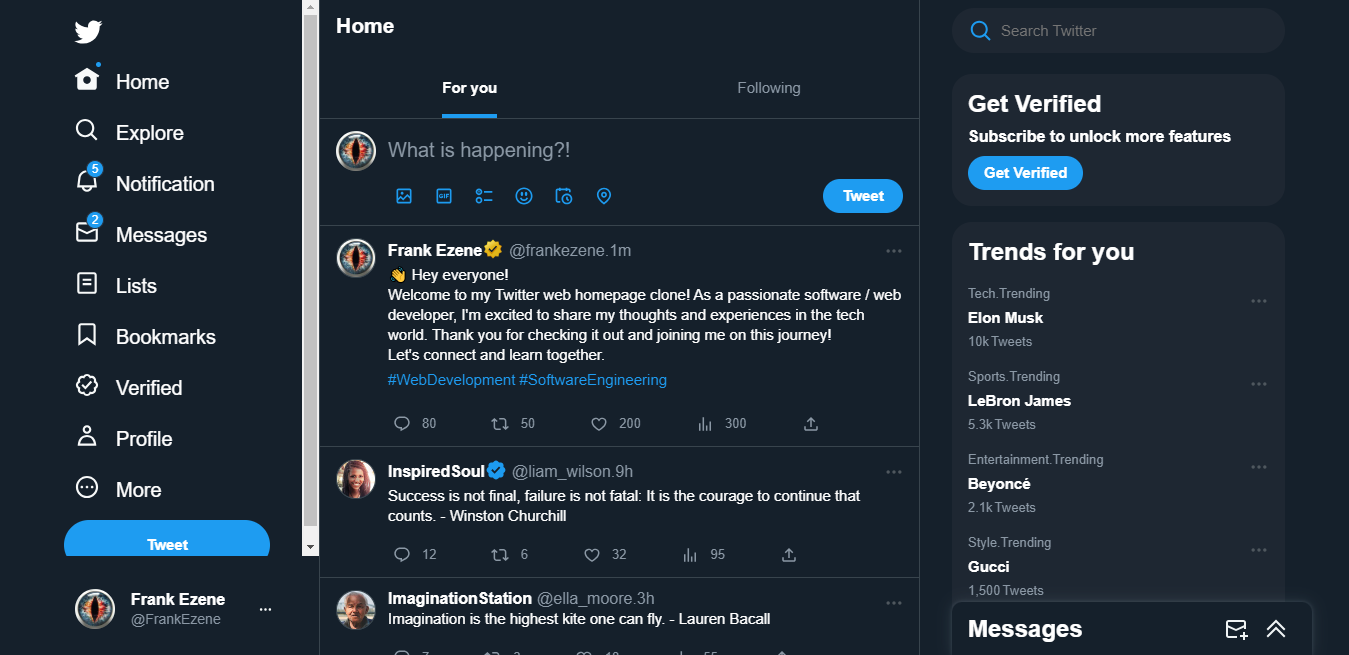 Home
Explore
5
Notification
2
Messages
Lists
Bookmarks
Verified
Profile
More
Tweet
Frank Ezene
@FrankEzene
Home
For you
Following
What is happening?!
GIF
Tweet
Frank Ezene @frankezene.1m
👋 Hey everyone!
Welcome to my Twitter web homepage clone! As a passionate software / web
developer, I'm excited to share my thoughts and experiences in the tech
world. Thank you for checking it out and joining me on this journey!
Let's connect and learn together.
#WebDevelopment #SoftwareEngineering
80 50 200 300
InspiredSoul @liam_wilson.9h
Success is not final, failure is not fatal: It is the courage to continue that
counts. - Winston Churchill
12 6 32 95
ImaginationStation @ella_moore.3h
Imagination is the highest kite one can fly. - Lauren Bacall
Search Twitter
Get Verified
Subscribe to unlock more features
Get Verified
Trends for you
Tech.Trending
Elon Musk
10k Tweets
Sports.Trending
LeBron James
5.3k Tweets
Entertainment.Trending
Beyoncé
2.1k Tweets
Style.Trending
Gucci
1,500 Tweets
Messages